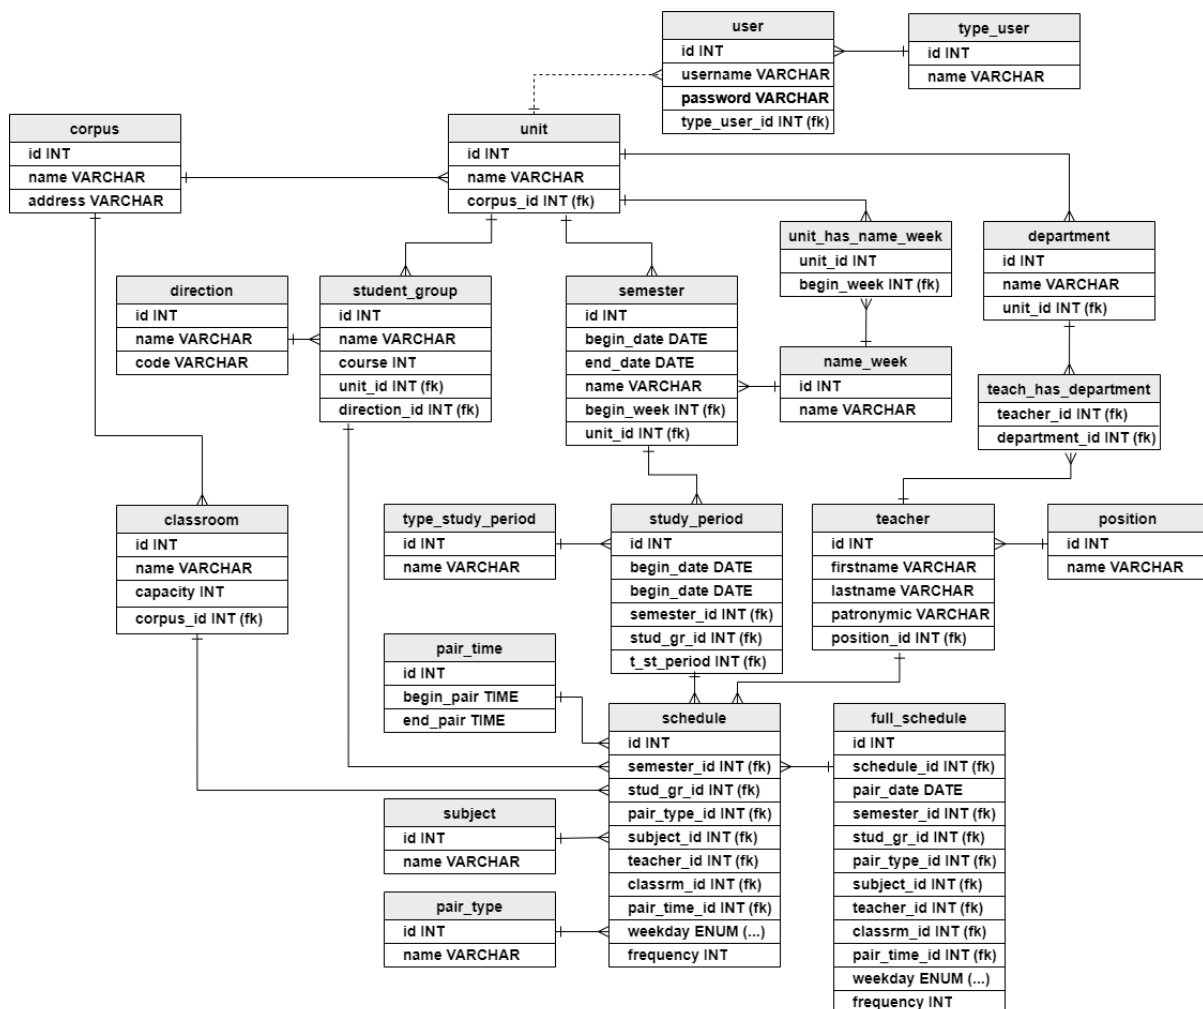 user
id INT
username VARCHAR
password VARCHAR
type_user_id INT (fk)
type_user
id INT
name VARCHAR
corpus
id INT
name VARCHAR
address VARCHAR
unit
id INT
name VARCHAR
corpus_id INT (fk)
unit_has_name_week
unit_id INT
begin_week INT (fk)
department
id INT
name VARCHAR
unit_id INT (fk)
direction
id INT
name VARCHAR
code VARCHAR
student_group
id INT
name VARCHAR
course INT
unit_id INT (fk)
direction_id INT (fk)
semester
id INT
begin_date DATE
end_date DATE
name VARCHAR
begin_week INT (fk)
unit_id INT (fk)
name_week
id INT
name VARCHAR
teach_has_department
teacher_id INT (fk)
department_id INT (fk)
classroom
id INT
name VARCHAR
capacity INT
corpus_id INT (fk)
type_study_period
id INT
name VARCHAR
study_period
id INT
begin_date DATE
begin_date DATE
semester_id INT (fk)
stud_gr_id INT (fk)
t_st_period INT (fk)
teacher
id INT
firstname VARCHAR
lastname VARCHAR
patronymic VARCHAR
position_id INT (fk)
position
id INT
name VARCHAR
pair_time
id INT
begin_pair TIME
end_pair TIME
schedule
id INT
semester_id INT (fk)
stud_gr_id INT (fk)
pair_type_id INT (fk)
subject_id INT (fk)
teacher_id INT (fk)
classrm_id INT (fk)
pair_time_id INT (fk)
weekday ENUM (...)
frequency INT
full_schedule
id INT
schedule_id INT (fk)
pair_date DATE
semester_id INT (fk)
stud_gr_id INT (fk)
pair_type_id INT (fk)
subject_id INT (fk)
teacher_id INT (fk)
classrm_id INT (fk)
pair_time_id INT (fk)
weekday ENUM (...)
frequency INT
subject
id INT
name VARCHAR
pair_type
id INT
name VARCHAR